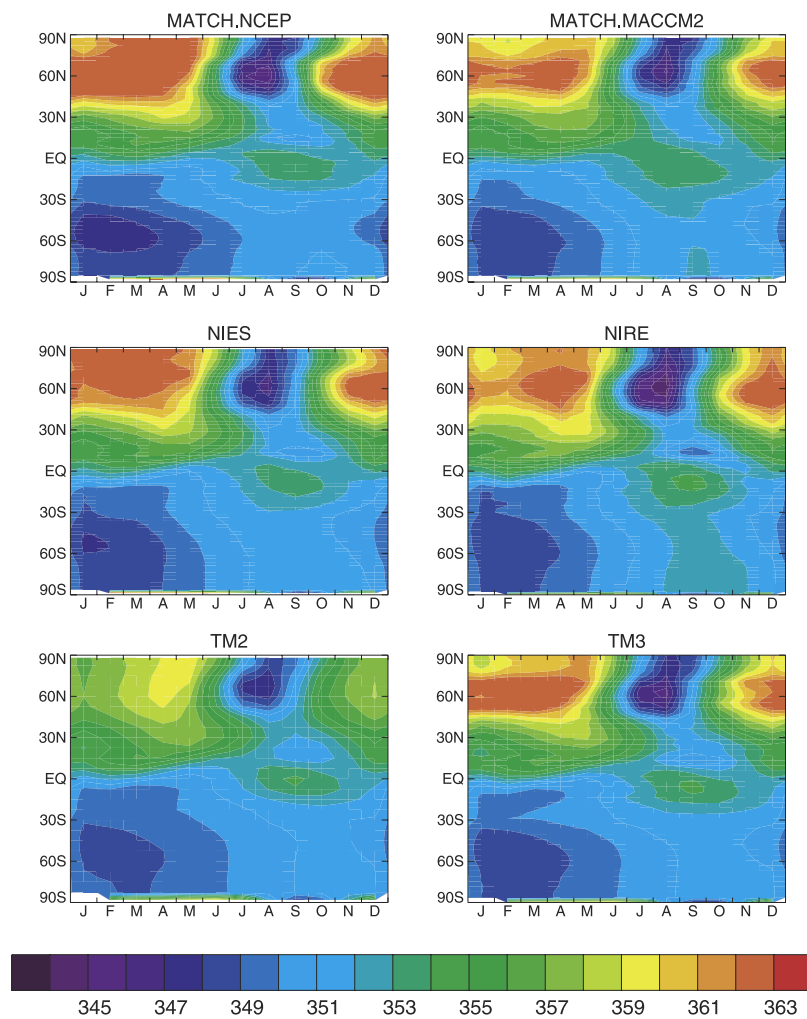 MATCH.NCEP MATCH.MACCM2
90N 90N
60N 60N
30N 30N
EQ EQ
30S 30S
60S 60S
90S 90S
J F M A M J J A S O N D J F M A M J J A S O N D
NIES NIRE
90N 90N
60N 60N
30N 30N
EQ EQ
30S 30S
60S 60S
90S 90S
J F M A M J J A S O N D J F M A M J J A S O N D
TM2 TM3
90N 90N
60N 60N
30N 30N
EQ EQ
30S 30S
60S 60S
90S 90S
J F M A M J J A S O N D J F M A M J J A S O N D
345 347 349 351 353 355 357 359 361 363